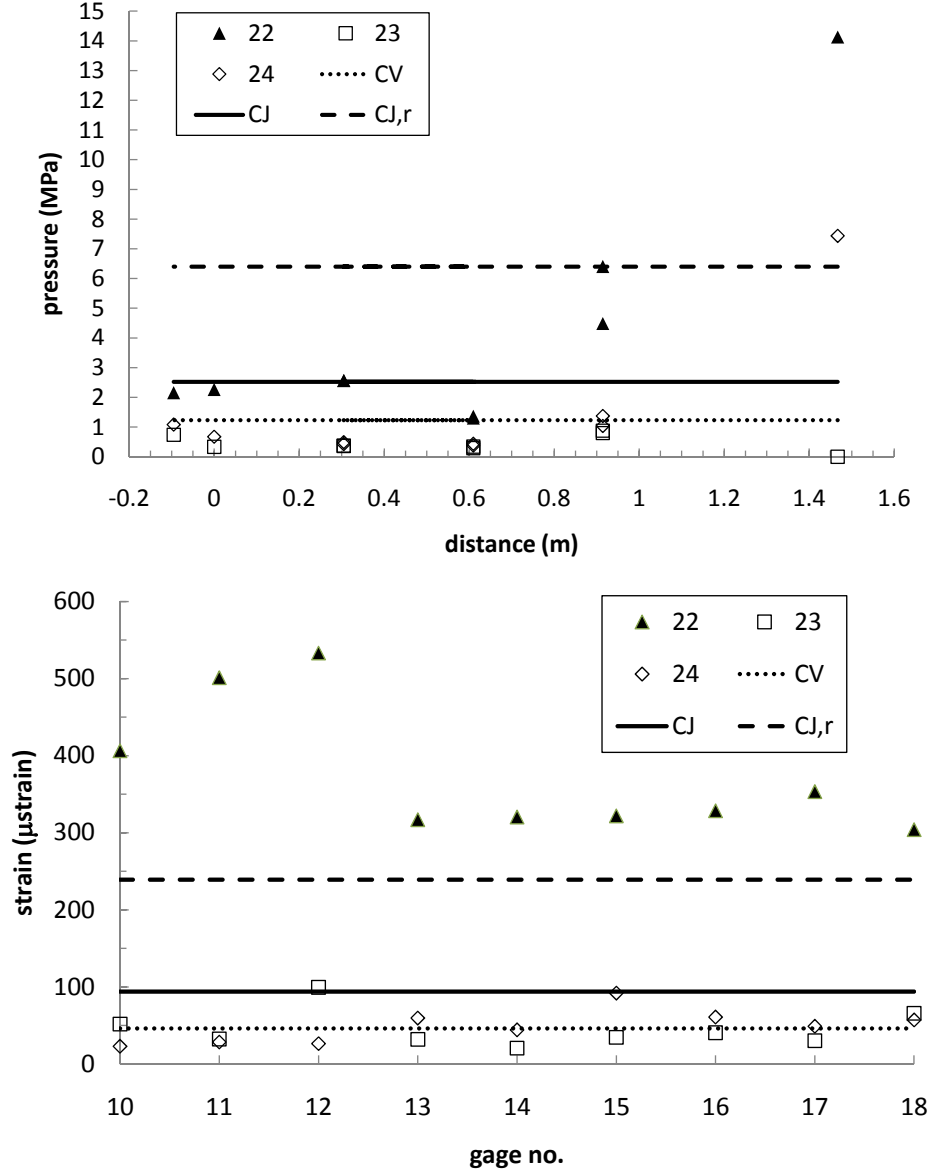 15
14
13
12
11
10
9
8
7
6
5
4
3
2
1
0
pressure (MPa)
22 23
24 CV
CJ CJ,r
-0.2 0 0.2 0.4 0.6 0.8 1 1.2 1.4 1.6
distance (m)
600
500
400
300
200
100
0
strain (μstrain)
22 23
24 CV
CJ CJ,r
10 11 12 13 14 15 16 17 18
gage no.